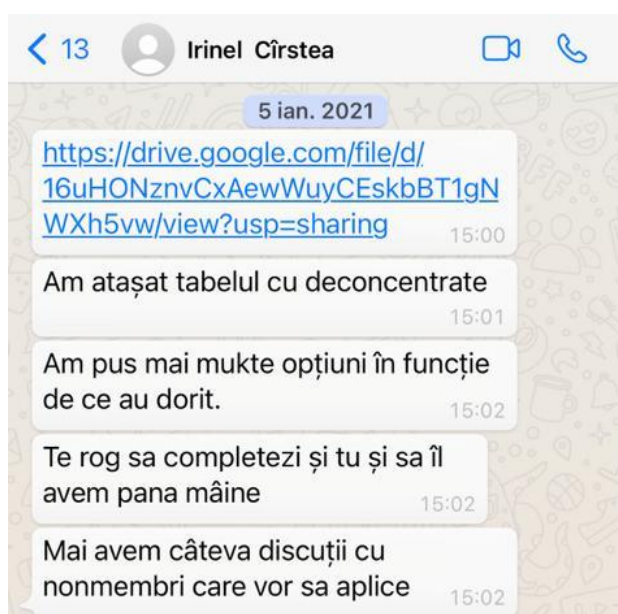 13 Irinel Cîrstea
5 ian. 2021
https://drive.google.com/file/d/
16uHONznvCxAewWuyCEskbBT1gN
WXh5vw/view?usp=sharing 15:00
Am atașat tabelul cu deconcentrate
15:01
Am pus mai mukte opțiuni în funcție
de ce au dorit. 15:02
Te rog sa completezi și tu și sa îl
avem pana mâine 15:02
Mai avem câteva discuții cu
nonmembri care vor sa aplice 15:02